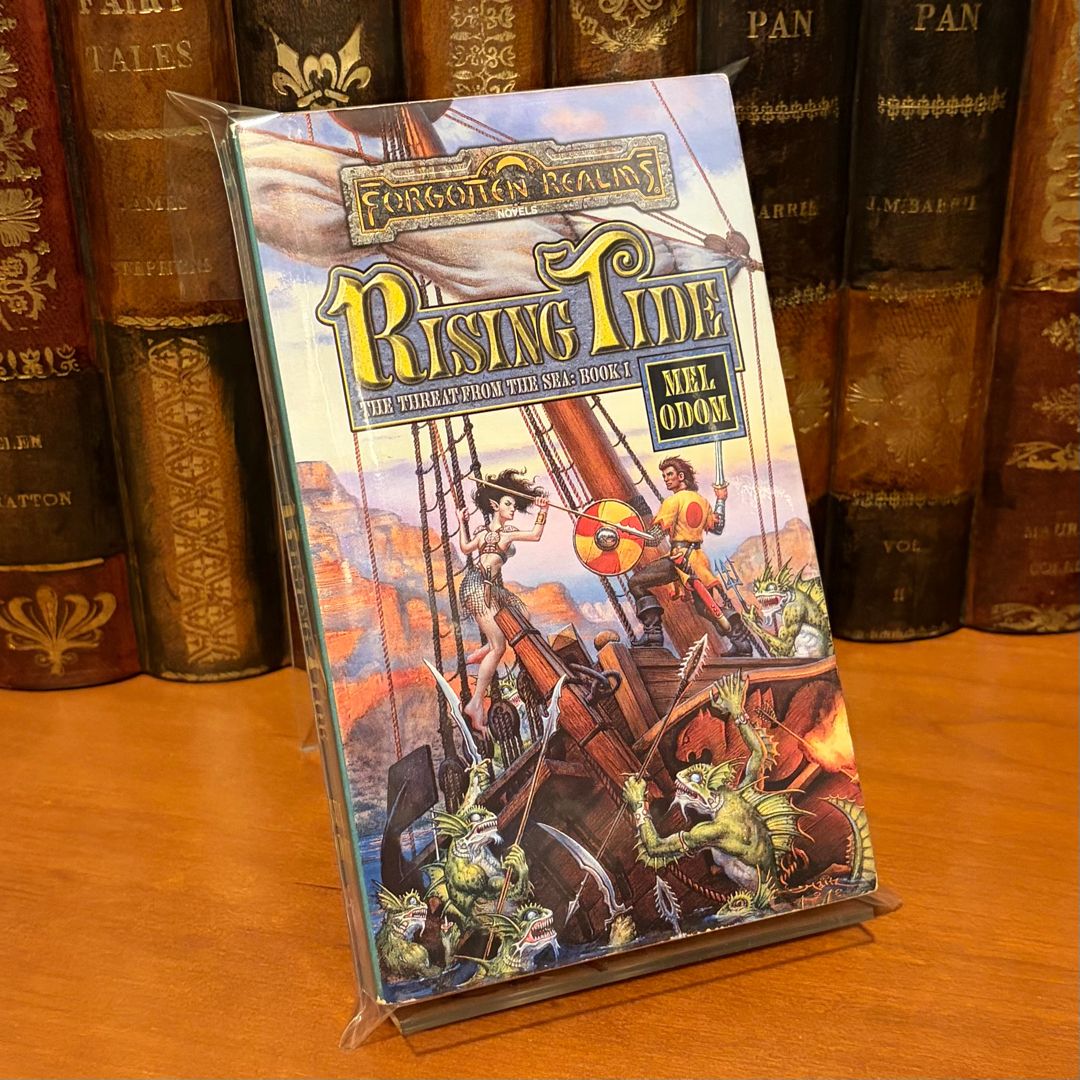 FAIRY
TALES
JAMES
STEPHENS
PAN
PAN
J.M. BARRIE
VOL
II
FORGOTTEN REALMS
NOVELS
RISING TIDE
THE THREAT FROM THE SEA: BOOK I
MEL
ODOM